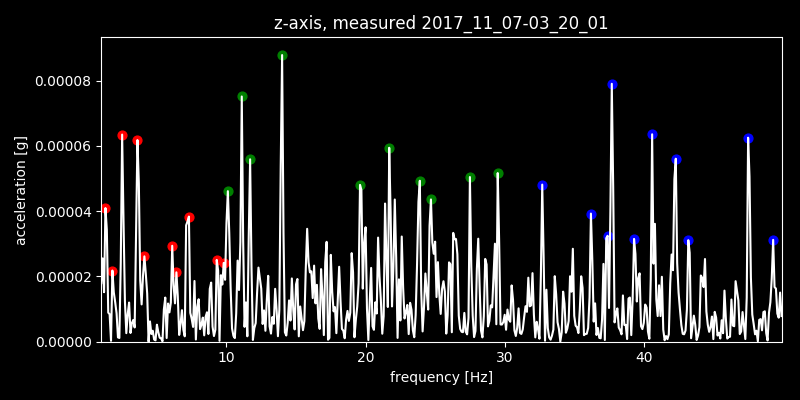 z-axis, measured 2017_11_07-03_20_01
0.00008
0.00006
0.00004
0.00002
0.00000
acceleration [g]
10 20 30 40
frequency [Hz]